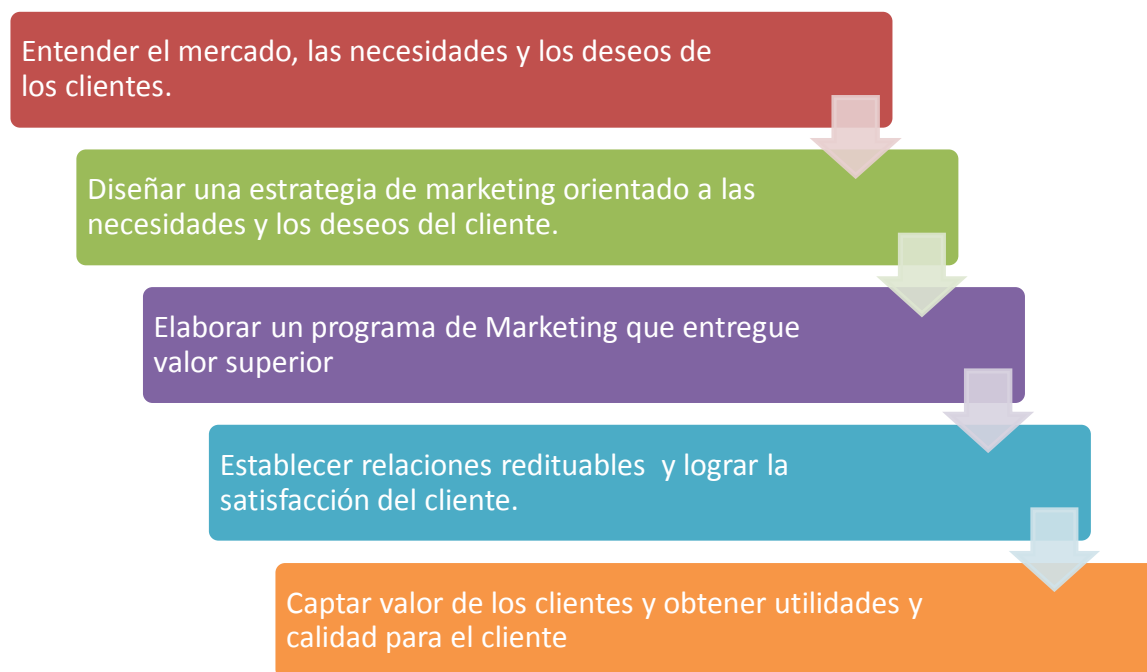 Entender el mercado, las necesidades y los deseos de
los clientes.
Diseñar una estrategia de marketing orientado a las
necesidades y los deseos del cliente.
Elaborar un programa de Marketing que entregue
valor superior
Establecer relaciones redituables  y lograr la
satisfacción del cliente.
Captar valor de los clientes y obtener utilidades y
calidad para el cliente